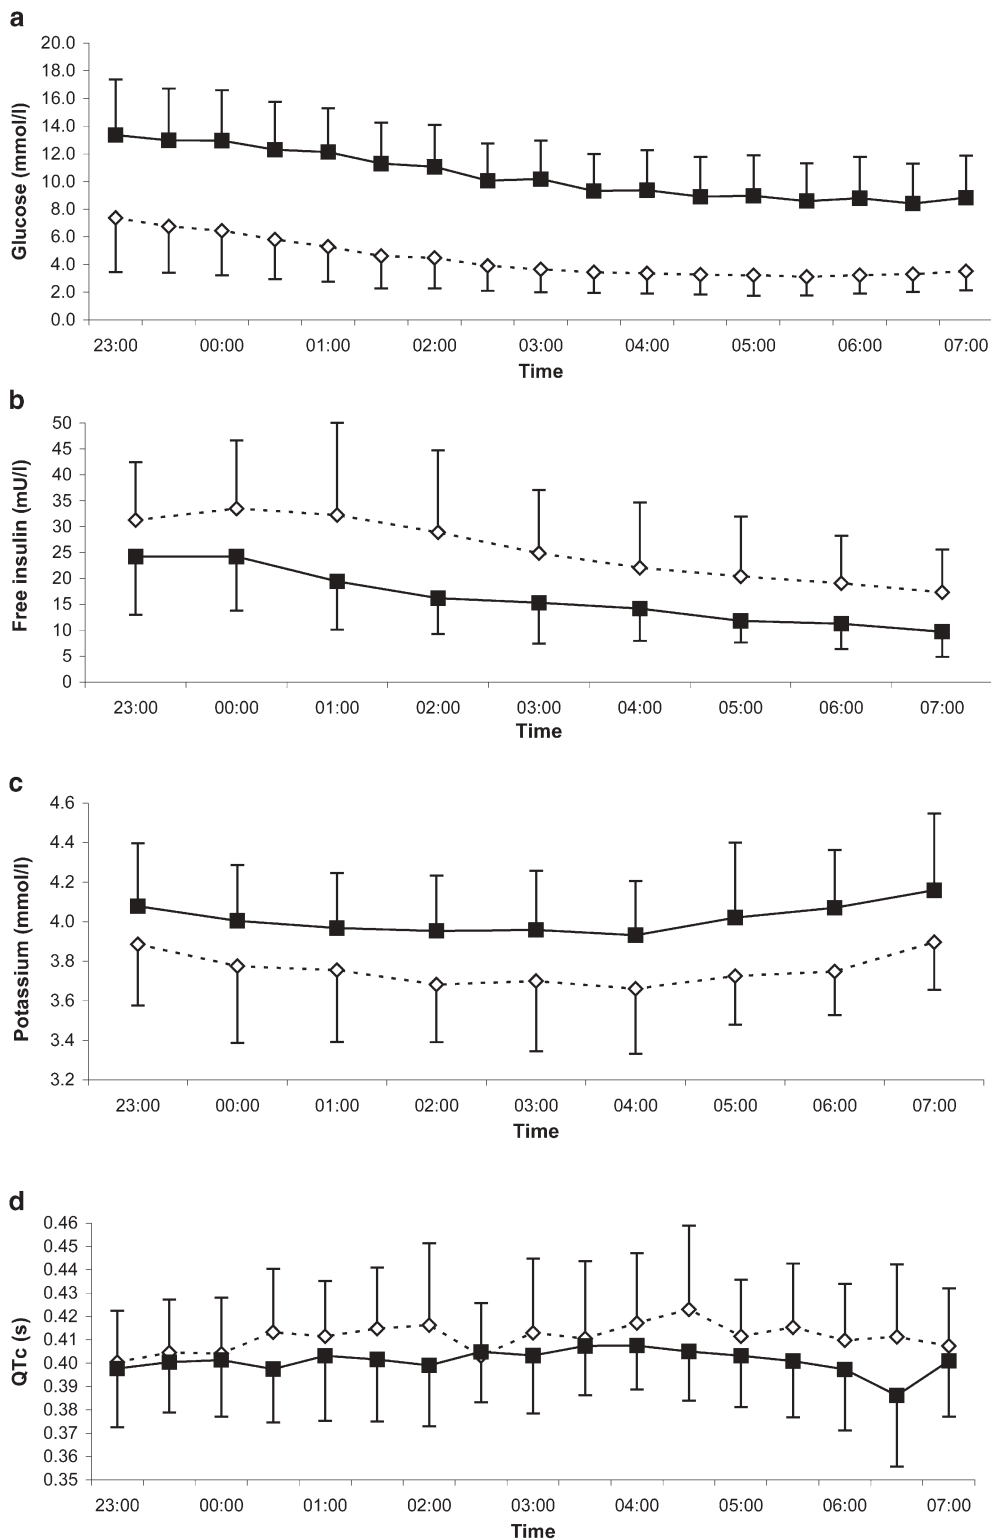 a
20.0
18.0
16.0
14.0
12.0
10.0
8.0
6.0
4.0
2.0
0.0
Glucose (mmol/l)
23:00 00:00 01:00 02:00 03:00 04:00 05:00 06:00 07:00
Time
b
50
45
40
35
30
25
20
15
10
5
0
Free insulin (mU/l)
23:00 00:00 01:00 02:00 03:00 04:00 05:00 06:00 07:00
Time
c
4.6
4.4
4.2
4.0
3.8
3.6
3.4
3.2
Potassium (mmol/l)
23:00 00:00 01:00 02:00 03:00 04:00 05:00 06:00 07:00
Time
d
0.46
0.45
0.44
0.43
0.42
0.41
0.40
0.39
0.38
0.37
0.36
0.35
QTc (s)
23:00 00:00 01:00 02:00 03:00 04:00 05:00 06:00 07:00
Time